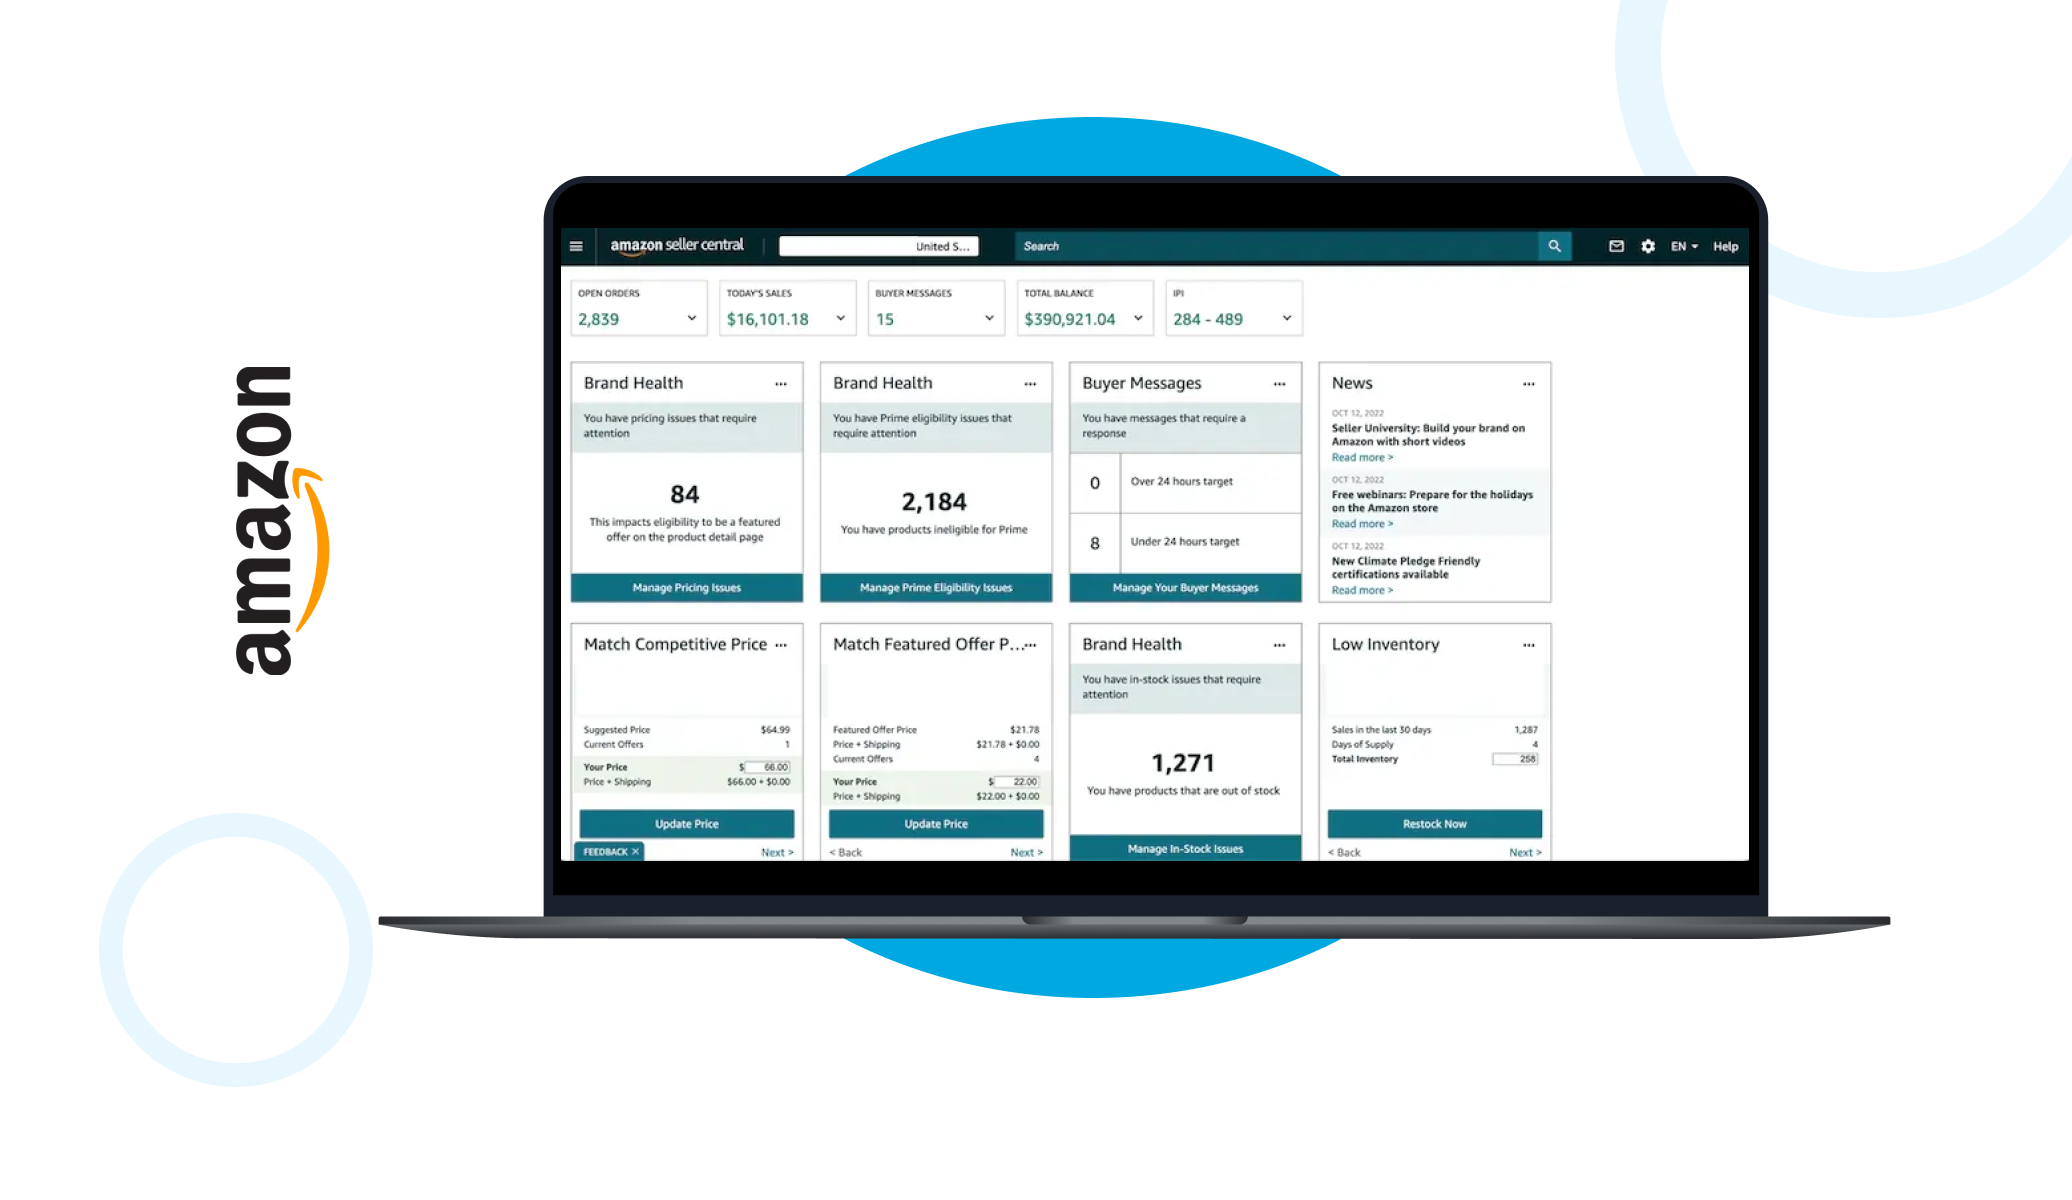 amazon
amazon seller central
United S...
Search
EN
Help
OPEN ORDERS
2,839
TODAY'S SALES
$16,101.18
BUYER MESSAGES
15
TOTAL BALANCE
$390,921.04
IPI
284 - 489
Brand Health
You have pricing issues that require
attention
84
This impacts eligibility to be a featured
offer on the product detail page
Manage Pricing Issues
Brand Health
You have Prime eligibility issues that
require attention
2,184
You have products ineligible for Prime
Manage Prime Eligibility Issues
Buyer Messages
You have messages that require a
response
0 Over 24 hours target
8 Under 24 hours target
Manage Your Buyer Messages
News
OCT 12, 2022
Seller University: Build your brand on
Amazon with short videos
Read more >
OCT 12, 2022
Free webinars: Prepare for the holidays
on the Amazon store
Read more >
OCT 12, 2022
New Climate Pledge Friendly
certifications available
Read more >
Match Competitive Price ...
Suggested Price $64.99
Current Offers 1
Your Price $ 66.00
Price + Shipping $66.00 + $0.00
Update Price
FEEDBACK ×
Next >
Match Featured Offer P...
Featured Offer Price $21.78
Price + Shipping $21.78 + $0.00
Current Offers 4
Your Price $ 22.00
Price + Shipping $22.00 + $0.00
Update Price
< Back Next >
Brand Health
You have in-stock issues that require
attention
1,271
You have products that are out of stock
Manage In-Stock Issues
Low Inventory
Sales in the last 30 days 1,287
Days of Supply 4
Total Inventory 258
Restock Now
< Back Next >